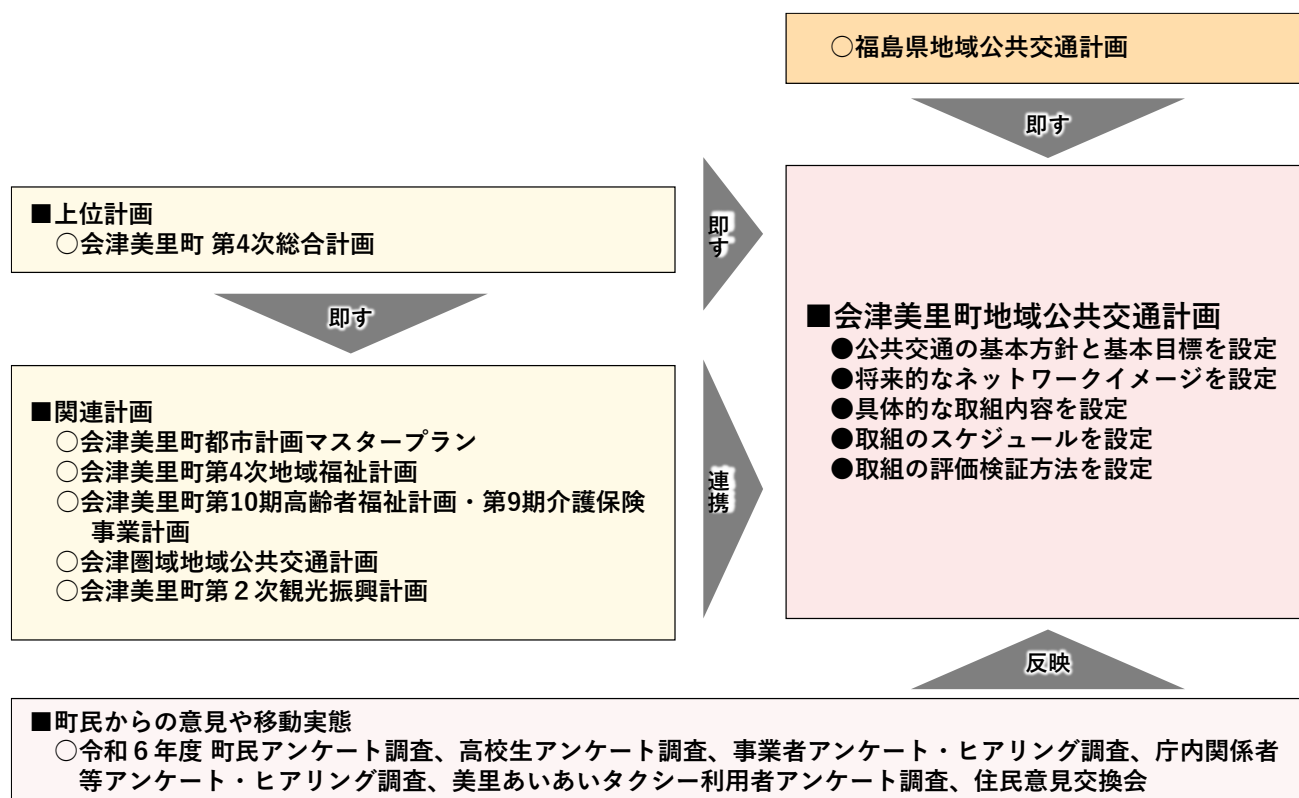 ○福島県地域公共交通計画
即す
■上位計画
○会津美里町 第4次総合計画
即す
即す
■関連計画
○会津美里町都市計画マスタープラン
○会津美里町第4次地域福祉計画
○会津美里町第10期高齢者福祉計画・第9期介護保険
事業計画
○会津圏域地域公共交通計画
○会津美里町第２次観光振興計画
連携
■会津美里町地域公共交通計画
●公共交通の基本方針と基本目標を設定
●将来的なネットワークイメージを設定
●具体的な取組内容を設定
●取組のスケジュールを設定
●取組の評価検証方法を設定
反映
■町民からの意見や移動実態
○令和６年度 町民アンケート調査、高校生アンケート調査、事業者アンケート・ヒアリング調査、庁内関係者
等アンケート・ヒアリング調査、美里あいあいタクシー利用者アンケート調査、住民意見交換会